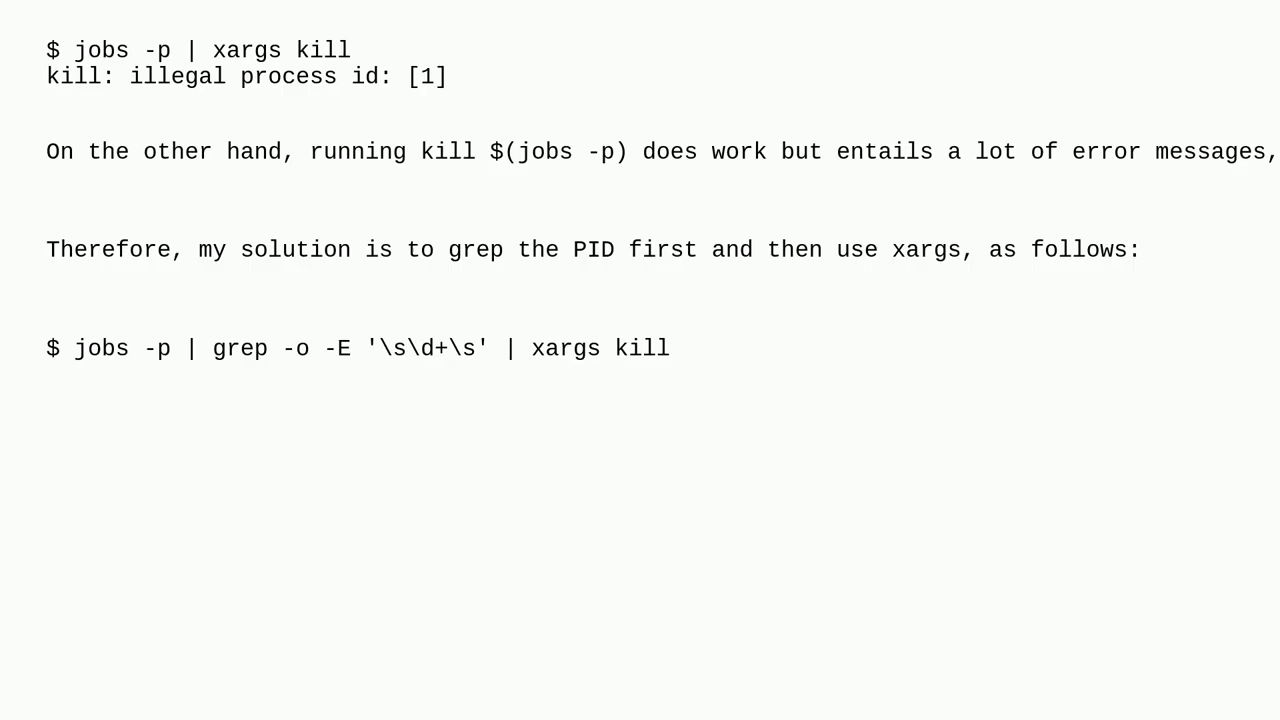 $ jobs -p | xargs kill
kill: illegal process id: [1]
On the other hand, running kill $(jobs -p) does work but entails a lot of error messages,
Therefore, my solution is to grep the PID first and then use xargs, as follows:
$ jobs -p | grep -o -E '\s\d+\s' | xargs kill